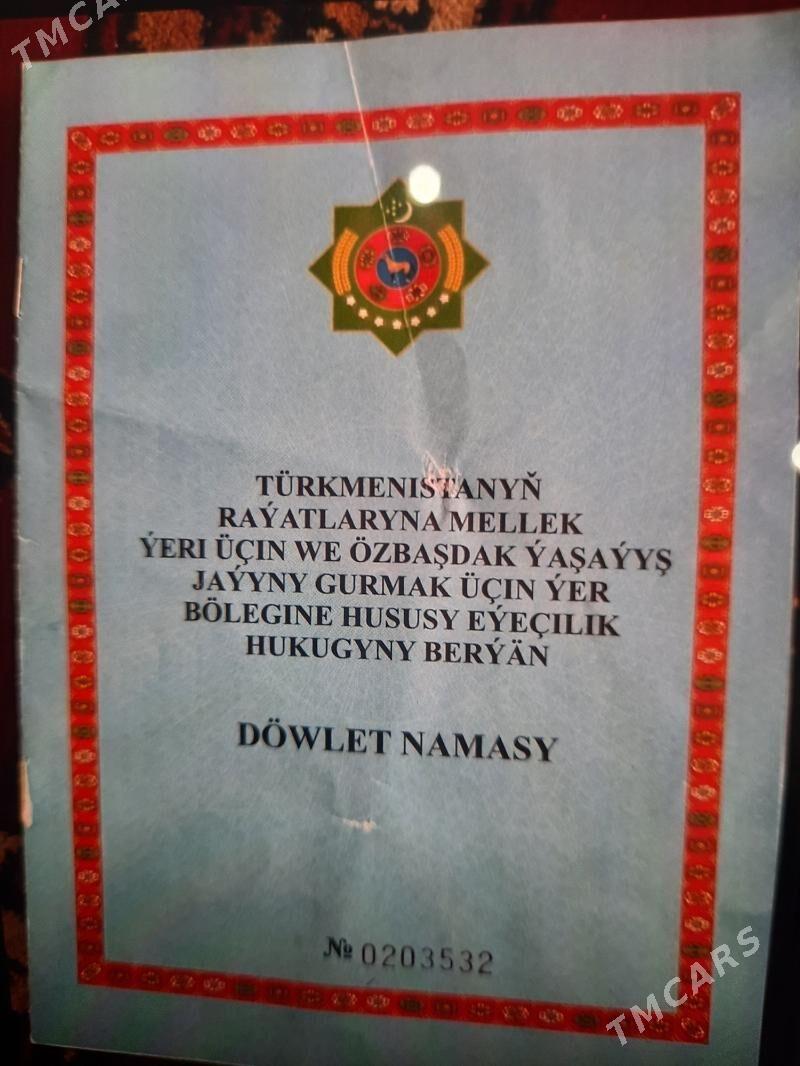 TMCARS
TÜRKMENISTANYŇ
RAÝATLARYNA MELLEK
ÝERI ÜÇIN WE ÖZBAŞDAK ÝAŞAÝYŞ
JAÝYNY GURMAK ÜÇIN ÝER
BÖLEGINE HUSUSY EÝEÇILIK
HUKUGYNY BERÝÄN
DÖWLET NAMASY
№ 0203532
TMCARS